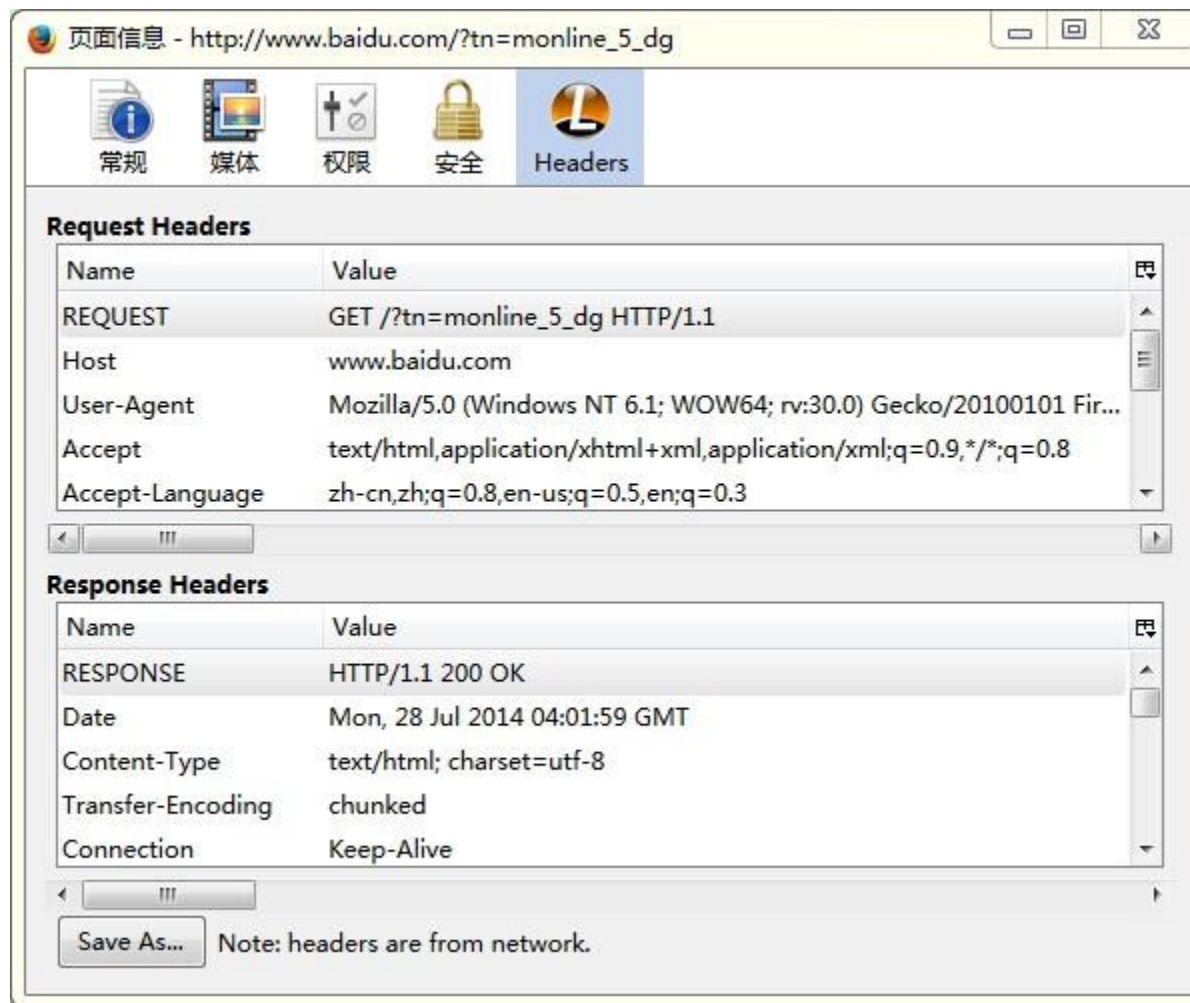 页面信息 - http://www.baidu.com/?tn=monline_5_dg
常规 媒体 权限 安全 Headers
Request Headers
Name Value
REQUEST GET /?tn=monline_5_dg HTTP/1.1
Host www.baidu.com
User-Agent Mozilla/5.0 (Windows NT 6.1; WOW64; rv:30.0) Gecko/20100101 Fir...
Accept text/html,application/xhtml+xml,application/xml;q=0.9,*/*;q=0.8
Accept-Language zh-cn,zh;q=0.8,en-us;q=0.5,en;q=0.3
Response Headers
Name Value
RESPONSE HTTP/1.1 200 OK
Date Mon, 28 Jul 2014 04:01:59 GMT
Content-Type text/html; charset=utf-8
Transfer-Encoding chunked
Connection Keep-Alive
Save As... Note: headers are from network.